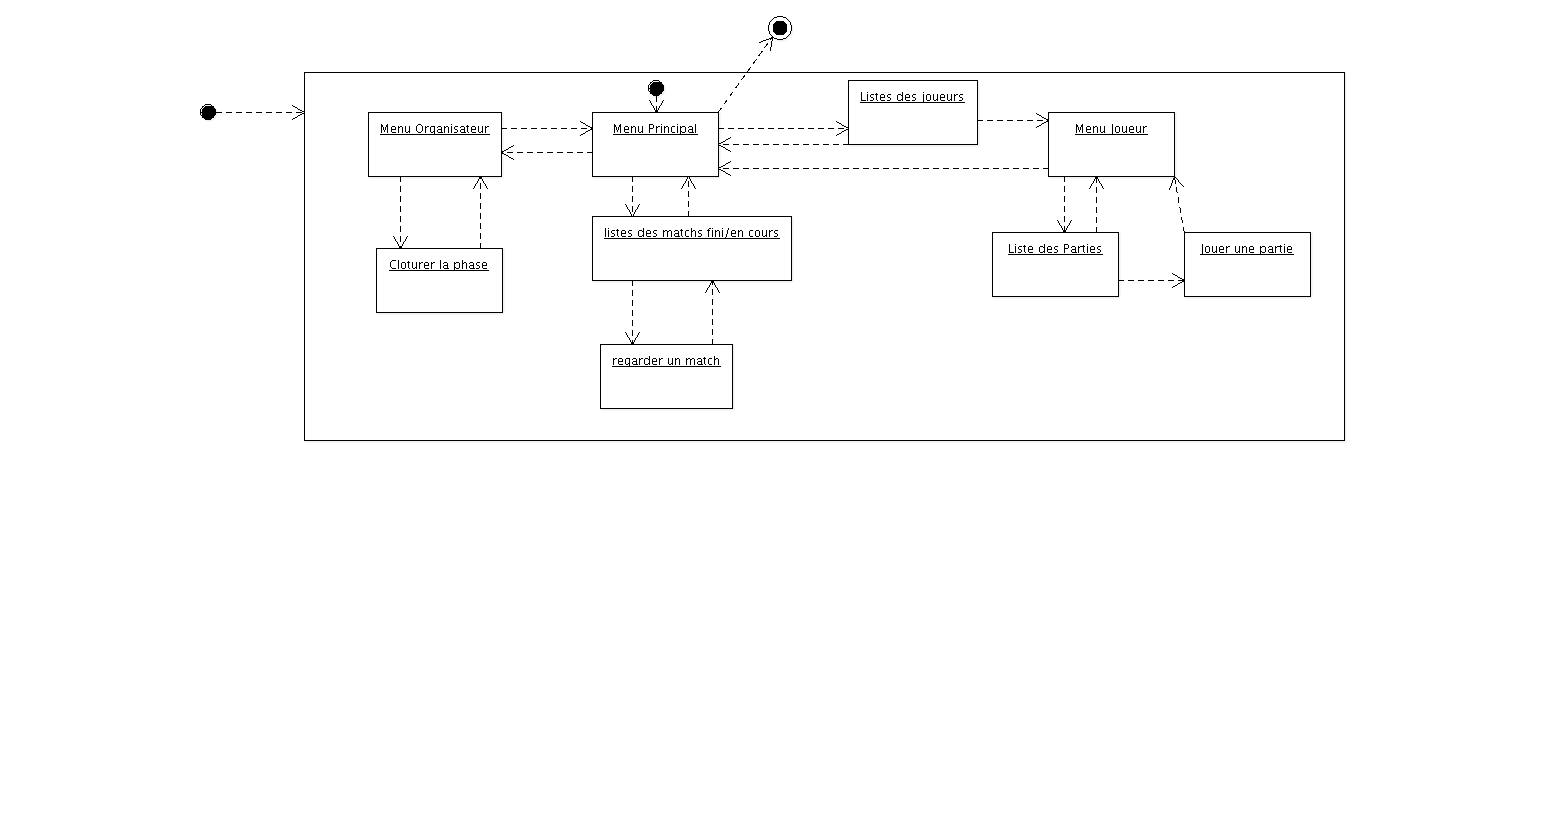 Listes des joueurs
Menu Organisateur
Menu Principal
Menu Joueur
listes des matchs fini/en cours
Liste des Parties
Jouer une partie
Cloturer la phase
regarder un match